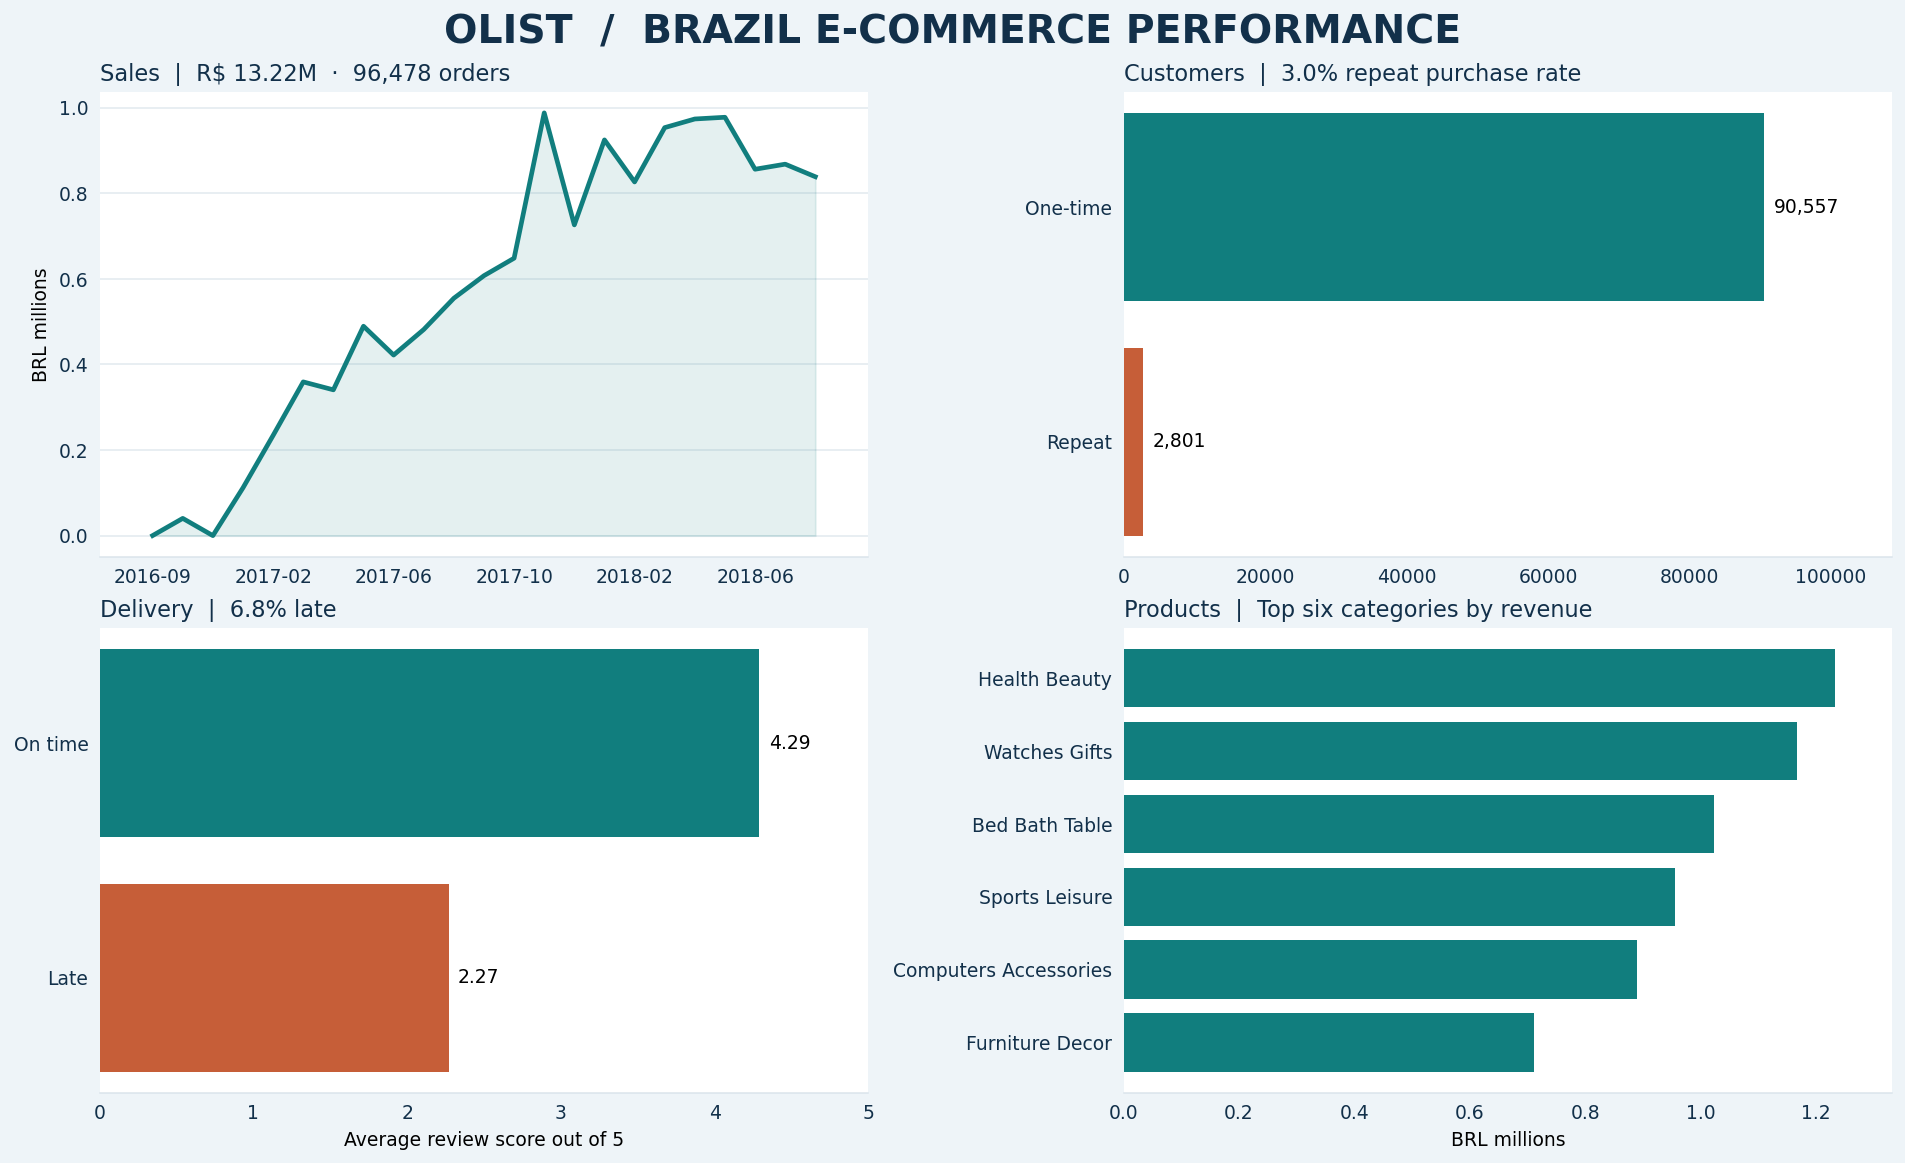 OLIST / BRAZIL E-COMMERCE PERFORMANCE
Sales | R$ 13.22M · 96,478 orders
1.0
0.8
0.6
0.4
0.2
0.0
BRL millions
2016-09 2017-02 2017-06 2017-10 2018-02 2018-06
Customers | 3.0% repeat purchase rate
One-time 90,557
Repeat 2,801
0 20000 40000 60000 80000 100000
Delivery | 6.8% late
On time 4.29
Late 2.27
0 1 2 3 4 5
Average review score out of 5
Products | Top six categories by revenue
Health Beauty
Watches Gifts
Bed Bath Table
Sports Leisure
Computers Accessories
Furniture Decor
0.0 0.2 0.4 0.6 0.8 1.0 1.2
BRL millions